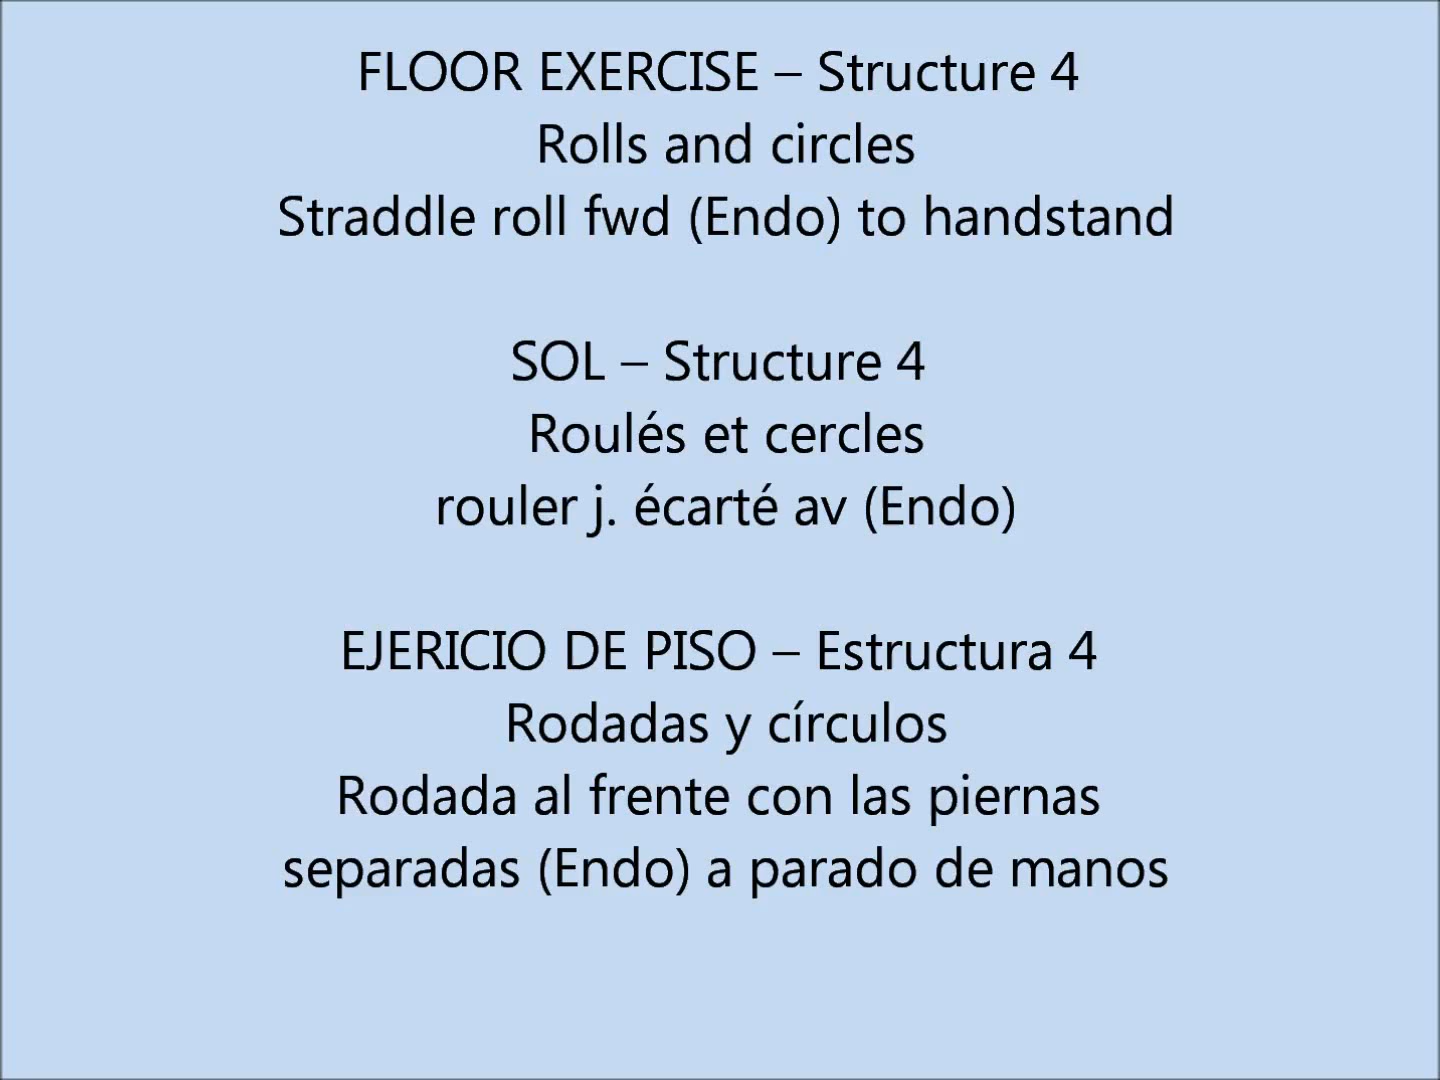 FLOOR EXERCISE – Structure 4
Rolls and circles
Straddle roll fwd (Endo) to handstand
SOL – Structure 4
Roulés et cercles
rouler j. écarté av (Endo)
EJERICIO DE PISO – Estructura 4
Rodadas y círculos
Rodada al frente con las piernas
separadas (Endo) a parado de manos